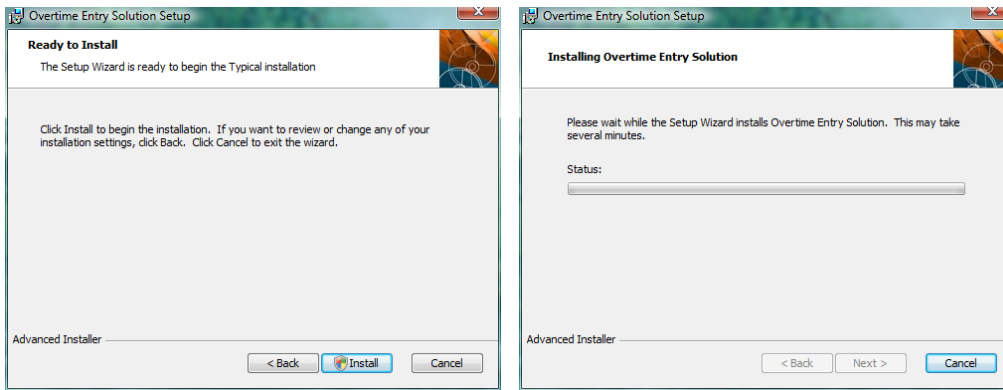 Overtime Entry Solution Setup
Ready to Install
The Setup Wizard is ready to begin the Typical installation
Click Install to begin the installation. If you want to review or change any of your
installation settings, click Back. Click Cancel to exit the wizard.
Advanced Installer
< Back
Install
Cancel
Overtime Entry Solution Setup
Installing Overtime Entry Solution
Please wait while the Setup Wizard installs Overtime Entry Solution. This may take
several minutes.
Status:
Advanced Installer
< Back
Next >
Cancel